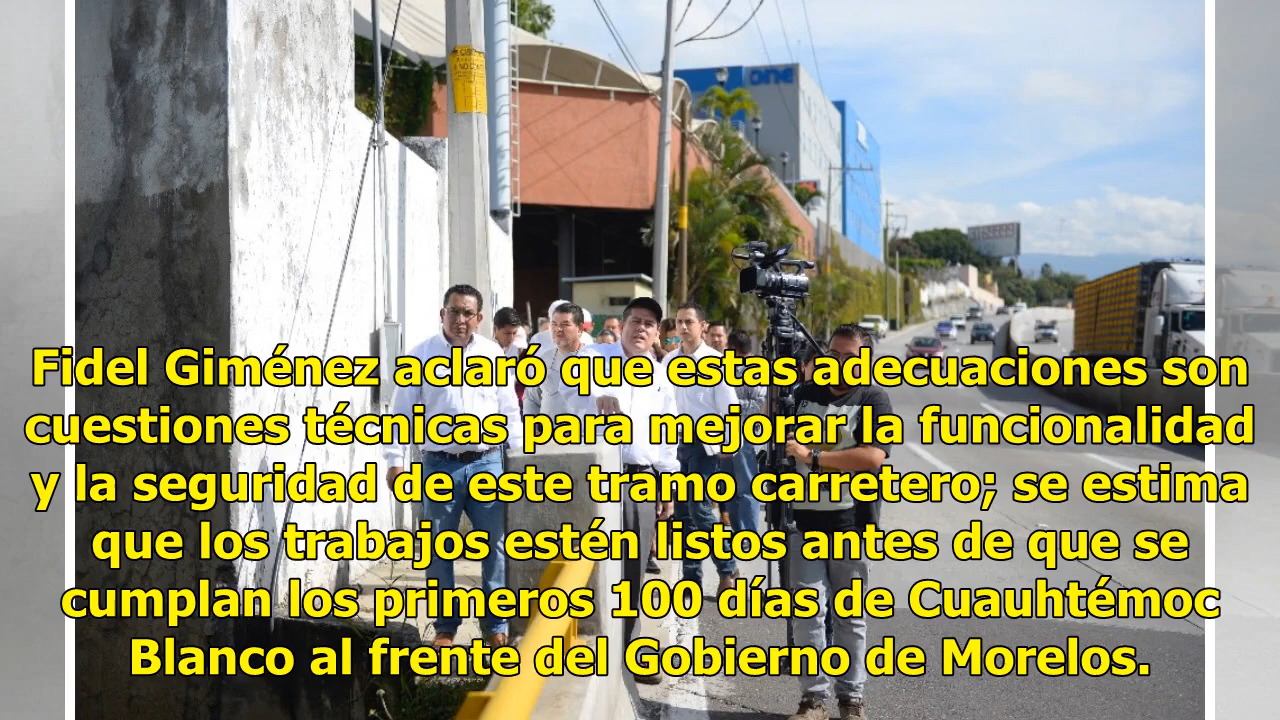 one
Fidel Giménez aclaró que estas adecuaciones son
cuestiones técnicas para mejorar la funcionalidad
y la seguridad de este tramo carretero; se estima
que los trabajos estén listos antes de que se
cumplan los primeros 100 días de Cuauhtémoc
Blanco al frente del Gobierno de Morelos.